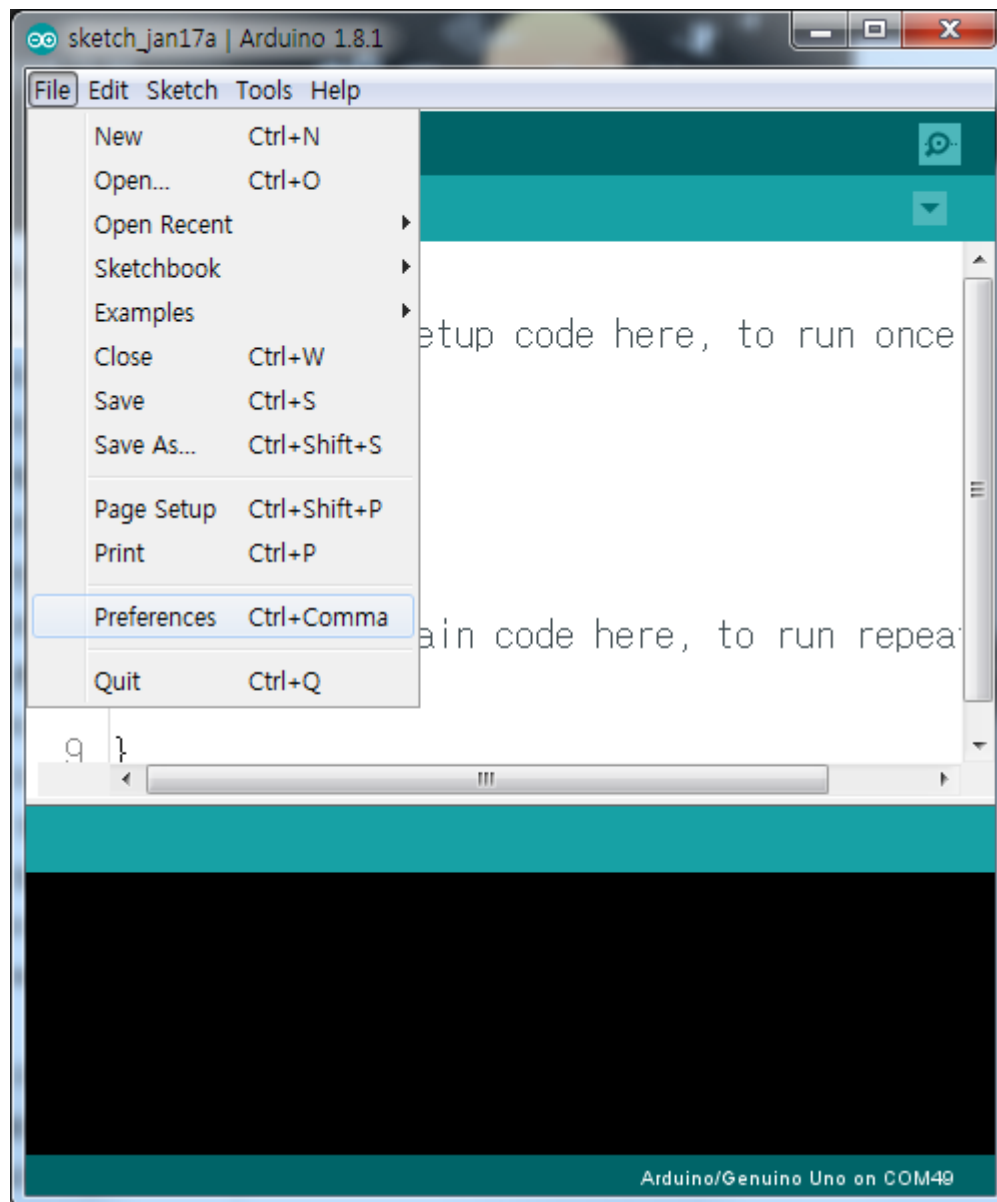 sketch_jan17a | Arduino 1.8.1
File Edit Sketch Tools Help
New Ctrl+N
Open... Ctrl+O
Open Recent
Sketchbook
Examples
etup code here, to run once
Close Ctrl+W
Save Ctrl+S
Save As... Ctrl+Shift+S
Page Setup Ctrl+Shift+P
Print Ctrl+P
Preferences Ctrl+Comma
ain code here, to run repea
Quit Ctrl+Q
9 }
Arduino/Genuino Uno on COM49